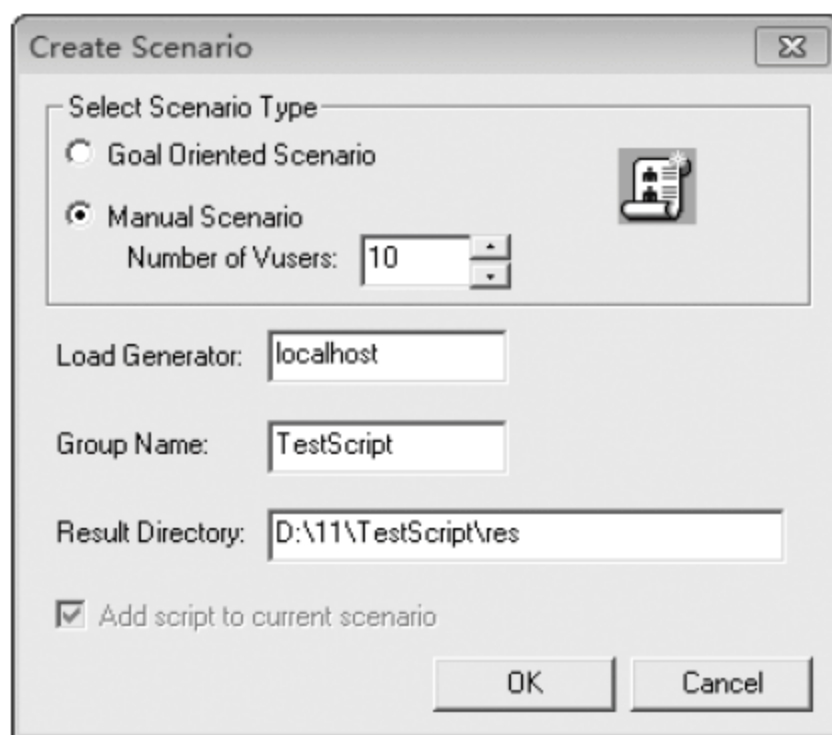 Create Scenario
Select Scenario Type
Goal Oriented Scenario
Manual Scenario
Number of Vusers: 10
Load Generator: localhost
Group Name: TestScript
Result Directory: D:\11\TestScript\res
Add script to current scenario
OK Cancel